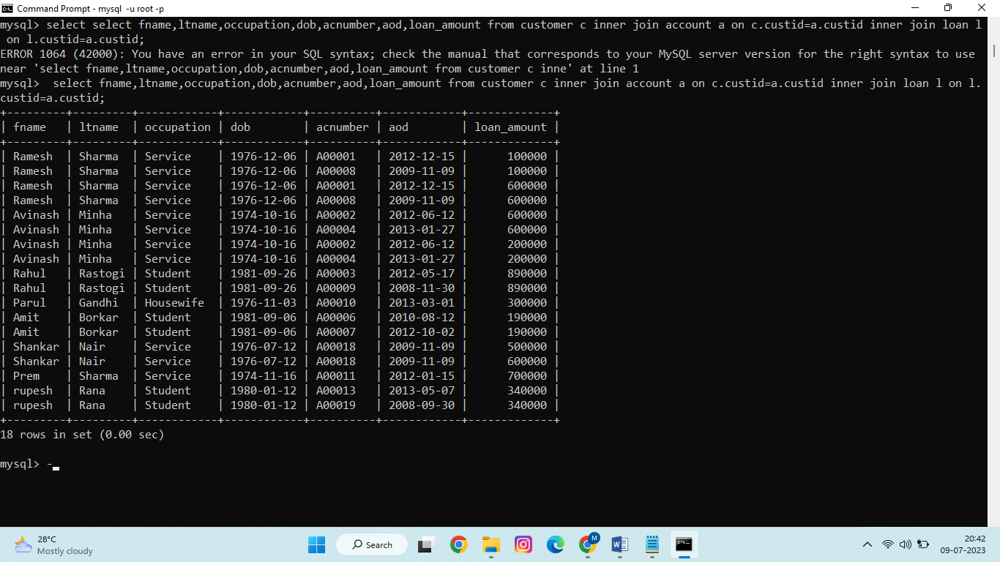 Command Prompt - mysql  -u root -p
mysql> select select fname,ltname,occupation,dob,acnumber,aod,loan_amount from customer c inner join account a on c.custid=a.custid inner join loan l
 on l.custid=a.custid;
ERROR 1064 (42000): You have an error in your SQL syntax; check the manual that corresponds to your MySQL server version for the right syntax to use
near 'select fname,ltname,occupation,dob,acnumber,aod,loan_amount from customer c inne' at line 1
mysql>  select fname,ltname,occupation,dob,acnumber,aod,loan_amount from customer c inner join account a on c.custid=a.custid inner join loan l on l.
custid=a.custid;
+---------+---------+------------+------------+----------+------------+-------------+
| fname   | ltname  | occupation | dob        | acnumber | aod        | loan_amount |
+---------+---------+------------+------------+----------+------------+-------------+
| Ramesh  | Sharma  | Service    | 1976-12-06 | A00001   | 2012-12-15 |      100000 |
| Ramesh  | Sharma  | Service    | 1976-12-06 | A00008   | 2009-11-09 |      100000 |
| Ramesh  | Sharma  | Service    | 1976-12-06 | A00001   | 2012-12-15 |      600000 |
| Ramesh  | Sharma  | Service    | 1976-12-06 | A00008   | 2009-11-09 |      600000 |
| Avinash | Minha   | Service    | 1974-10-16 | A00002   | 2012-06-12 |      600000 |
| Avinash | Minha   | Service    | 1974-10-16 | A00004   | 2013-01-27 |      600000 |
| Avinash | Minha   | Service    | 1974-10-16 | A00002   | 2012-06-12 |      200000 |
| Avinash | Minha   | Service    | 1974-10-16 | A00004   | 2013-01-27 |      200000 |
| Rahul   | Rastogi | Student    | 1981-09-26 | A00003   | 2012-05-17 |      890000 |
| Rahul   | Rastogi | Student    | 1981-09-26 | A00009   | 2008-11-30 |      890000 |
| Parul   | Gandhi  | Housewife  | 1976-11-03 | A00010   | 2013-03-01 |      300000 |
| Amit    | Borkar  | Student    | 1981-09-06 | A00006   | 2010-08-12 |      190000 |
| Amit    | Borkar  | Student    | 1981-09-06 | A00007   | 2012-10-02 |      190000 |
| Shankar | Nair    | Service    | 1976-07-12 | A00018   | 2009-11-09 |      500000 |
| Shankar | Nair    | Service    | 1976-07-12 | A00018   | 2009-11-09 |      600000 |
| Prem    | Sharma  | Service    | 1974-11-16 | A00011   | 2012-01-15 |      700000 |
| rupesh  | Rana    | Student    | 1980-01-12 | A00013   | 2013-05-07 |      340000 |
| rupesh  | Rana    | Student    | 1980-01-12 | A00019   | 2008-09-30 |      340000 |
+---------+---------+------------+------------+----------+------------+-------------+
18 rows in set (0.00 sec)
mysql> -_
28°C
Mostly cloudy
Search
M
20:42
09-07-2023